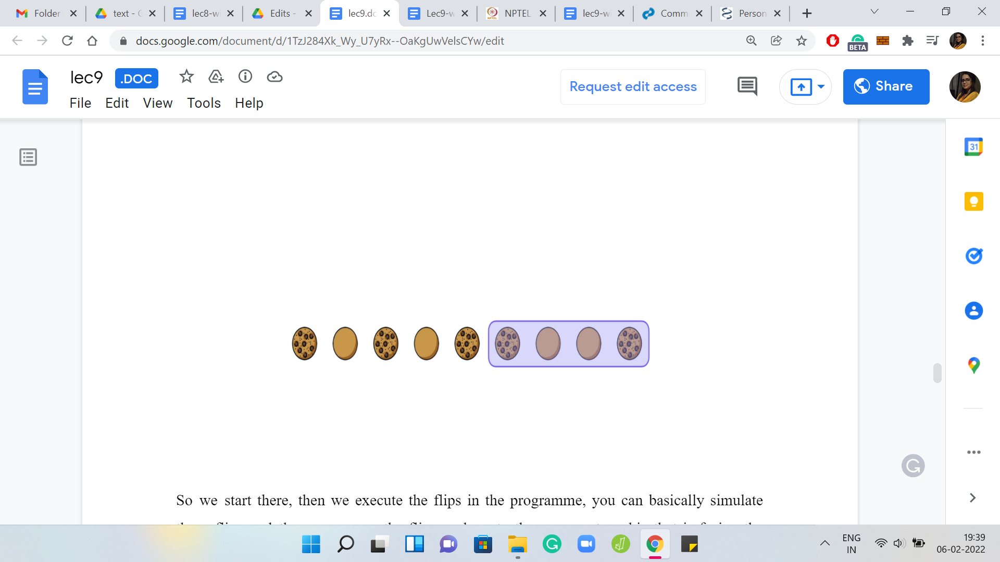 Folder
text - G
lec8-w
Edits -
lec9.dc
Lec9-w
NPTEL
lec9-w
Comm
Person
docs.google.com/document/d/1TzJ284Xk_Wy_U7yRx--OaKgUwVelsCYw/edit
BETA
lec9 .DOC
File Edit View Tools Help
Request edit access
Share
31
So we start there, then we execute the flips in the programme, you can basically simulate
ENG
IN
19:39
06-02-2022